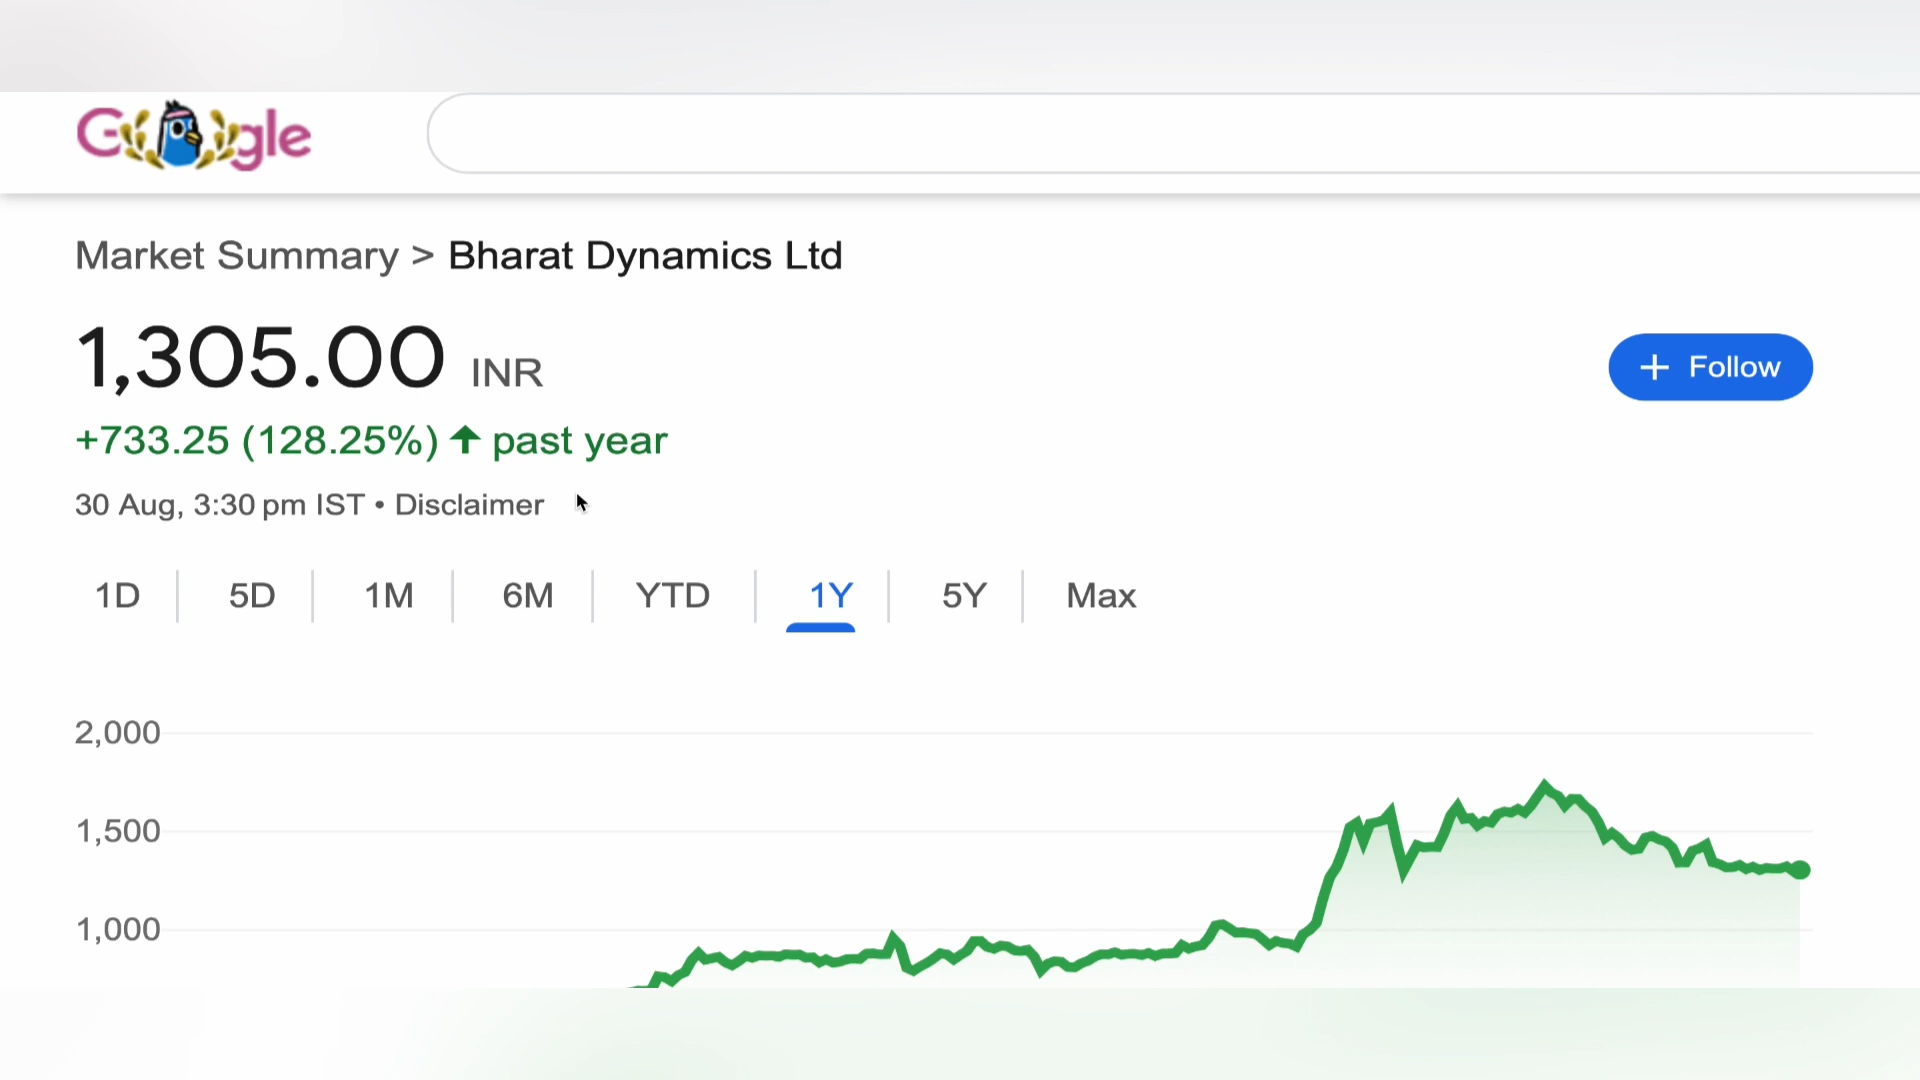 Google
Market Summary > Bharat Dynamics Ltd
1,305.00 INR
+ Follow
+733.25 (128.25%) ↑ past year
30 Aug, 3:30 pm IST • Disclaimer
1D 5D 1M 6M YTD 1Y 5Y Max
2,000
1,500
1,000